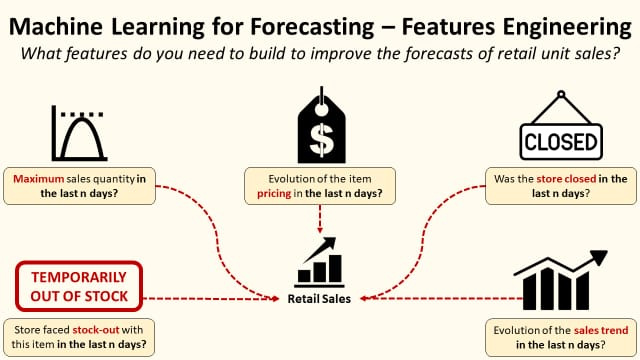 Machine Learning for Forecasting – Features Engineering
What features do you need to build to improve the forecasts of retail unit sales?
$
CLOSED
Maximum sales quantity in
the last n days?
Evolution of the item
pricing in the last n days?
Was the store closed in the
last n days?
TEMPORARILY
OUT OF STOCK
Retail Sales
Store faced stock-out with
this item in the last n days?
Evolution of the sales trend
in the last n days?